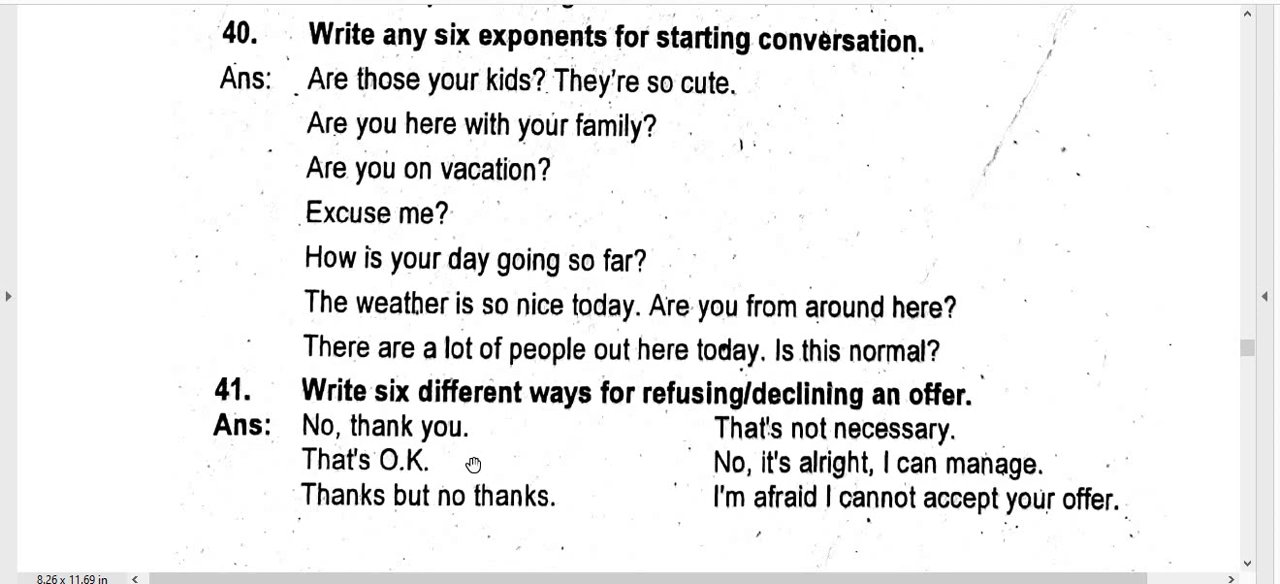 40. Write any six exponents for starting conversation.
Ans: Are those your kids? They're so cute.
Are you here with your family?
Are you on vacation?
Excuse me?
How is your day going so far?
The weather is so nice today. Are you from around here?
There are a lot of people out here today. Is this normal?
41. Write six different ways for refusing/declining an offer.
Ans: No, thank you. That's not necessary.
That's O.K. No, it's alright, I can manage.
Thanks but no thanks. I'm afraid I cannot accept your offer.
8.26 x 11.69 in